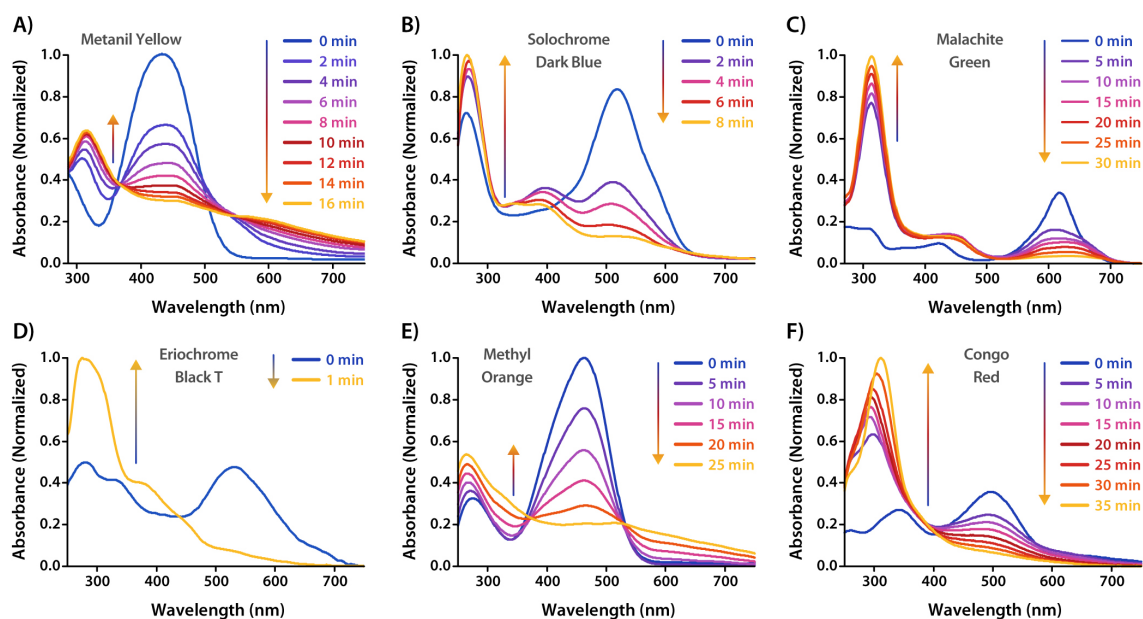 A)
Metanil Yellow
Absorbance (Normalized)
1.0
0.8
0.6
0.4
0.2
0.0
300 400 500 600 700
Wavelength (nm)
0 min
2 min
4 min
6 min
8 min
10 min
12 min
14 min
16 min
B)
Solochrome
Dark Blue
Absorbance (Normalized)
1.0
0.8
0.6
0.4
0.2
0.0
300 400 500 600 700
Wavelength (nm)
0 min
2 min
4 min
6 min
8 min
C)
Malachite
Green
Absorbance (Normalized)
1.0
0.8
0.6
0.4
0.2
0.0
300 400 500 600 700
Wavelength (nm)
0 min
5 min
10 min
15 min
20 min
25 min
30 min
D)
Eriochrome
Black T
Absorbance (Normalized)
1.0
0.8
0.6
0.4
0.2
0.0
300 400 500 600 700
Wavelength (nm)
0 min
1 min
E)
Methyl
Orange
Absorbance (Normalized)
1.0
0.8
0.6
0.4
0.2
0.0
300 400 500 600 700
Wavelength (nm)
0 min
5 min
10 min
15 min
20 min
25 min
F)
Congo
Red
Absorbance (Normalized)
1.0
0.8
0.6
0.4
0.2
0.0
300 400 500 600 700
Wavelength (nm)
0 min
5 min
10 min
15 min
20 min
25 min
30 min
35 min